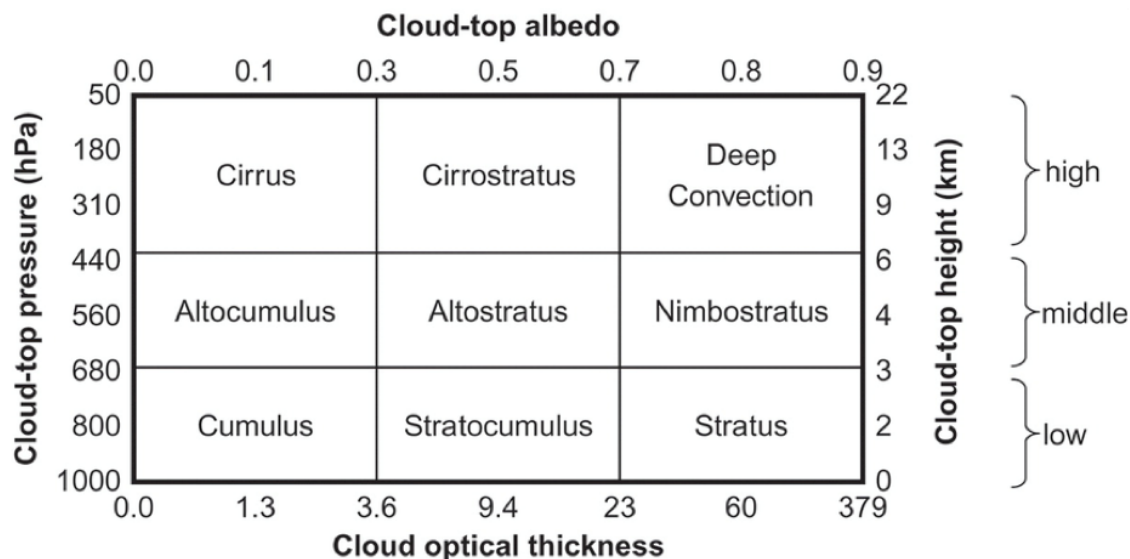 Cloud-top albedo
0.0 0.1 0.3 0.5 0.7 0.8 0.9
Cloud-top pressure (hPa)
50 22
180 13
310 9
440 6
560 4
680 3
800 2
1000 0
Cirrus Cirrostratus Deep
Convection
Altocumulus Altostratus Nimbostratus
Cumulus Stratocumulus Stratus
Cloud-top height (km)
high
middle
low
0.0 1.3 3.6 9.4 23 60 379
Cloud optical thickness